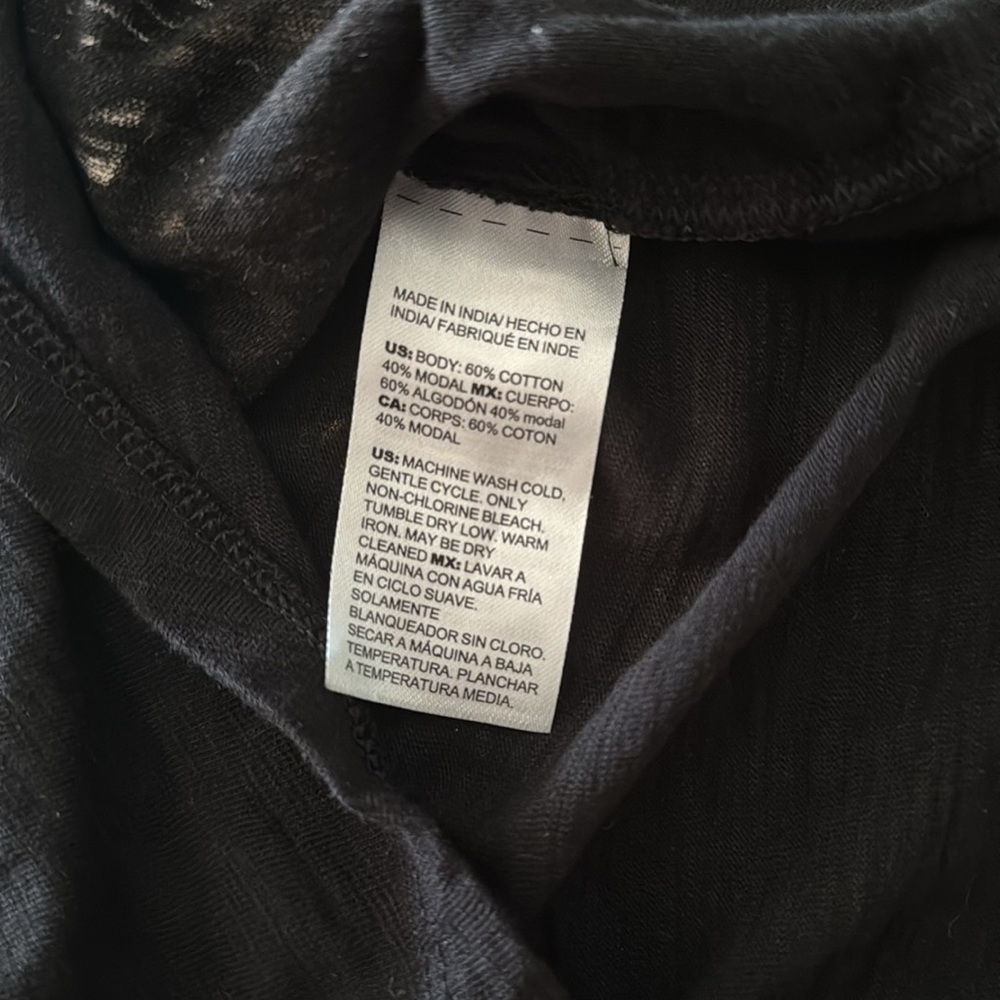 MADE IN INDIA/ HECHO EN
INDIA/ FABRIQUÉ EN INDE
US: BODY: 60% COTTON
40% MODAL MX: CUERPO:
60% ALGODÓN 40% modal
CA: CORPS: 60% COTON
40% MODAL
US: MACHINE WASH COLD,
GENTLE CYCLE. ONLY
NON-CHLORINE BLEACH.
TUMBLE DRY LOW. WARM
IRON. MAY BE DRY
CLEANED MX: LAVAR A
MÁQUINA CON AGUA FRÍA
EN CICLO SUAVE.
SOLAMENTE
BLANQUEADOR SIN CLORO.
SECAR A MÁQUINA A BAJA
TEMPERATURA. PLANCHAR
A TEMPERATURA MEDIA.